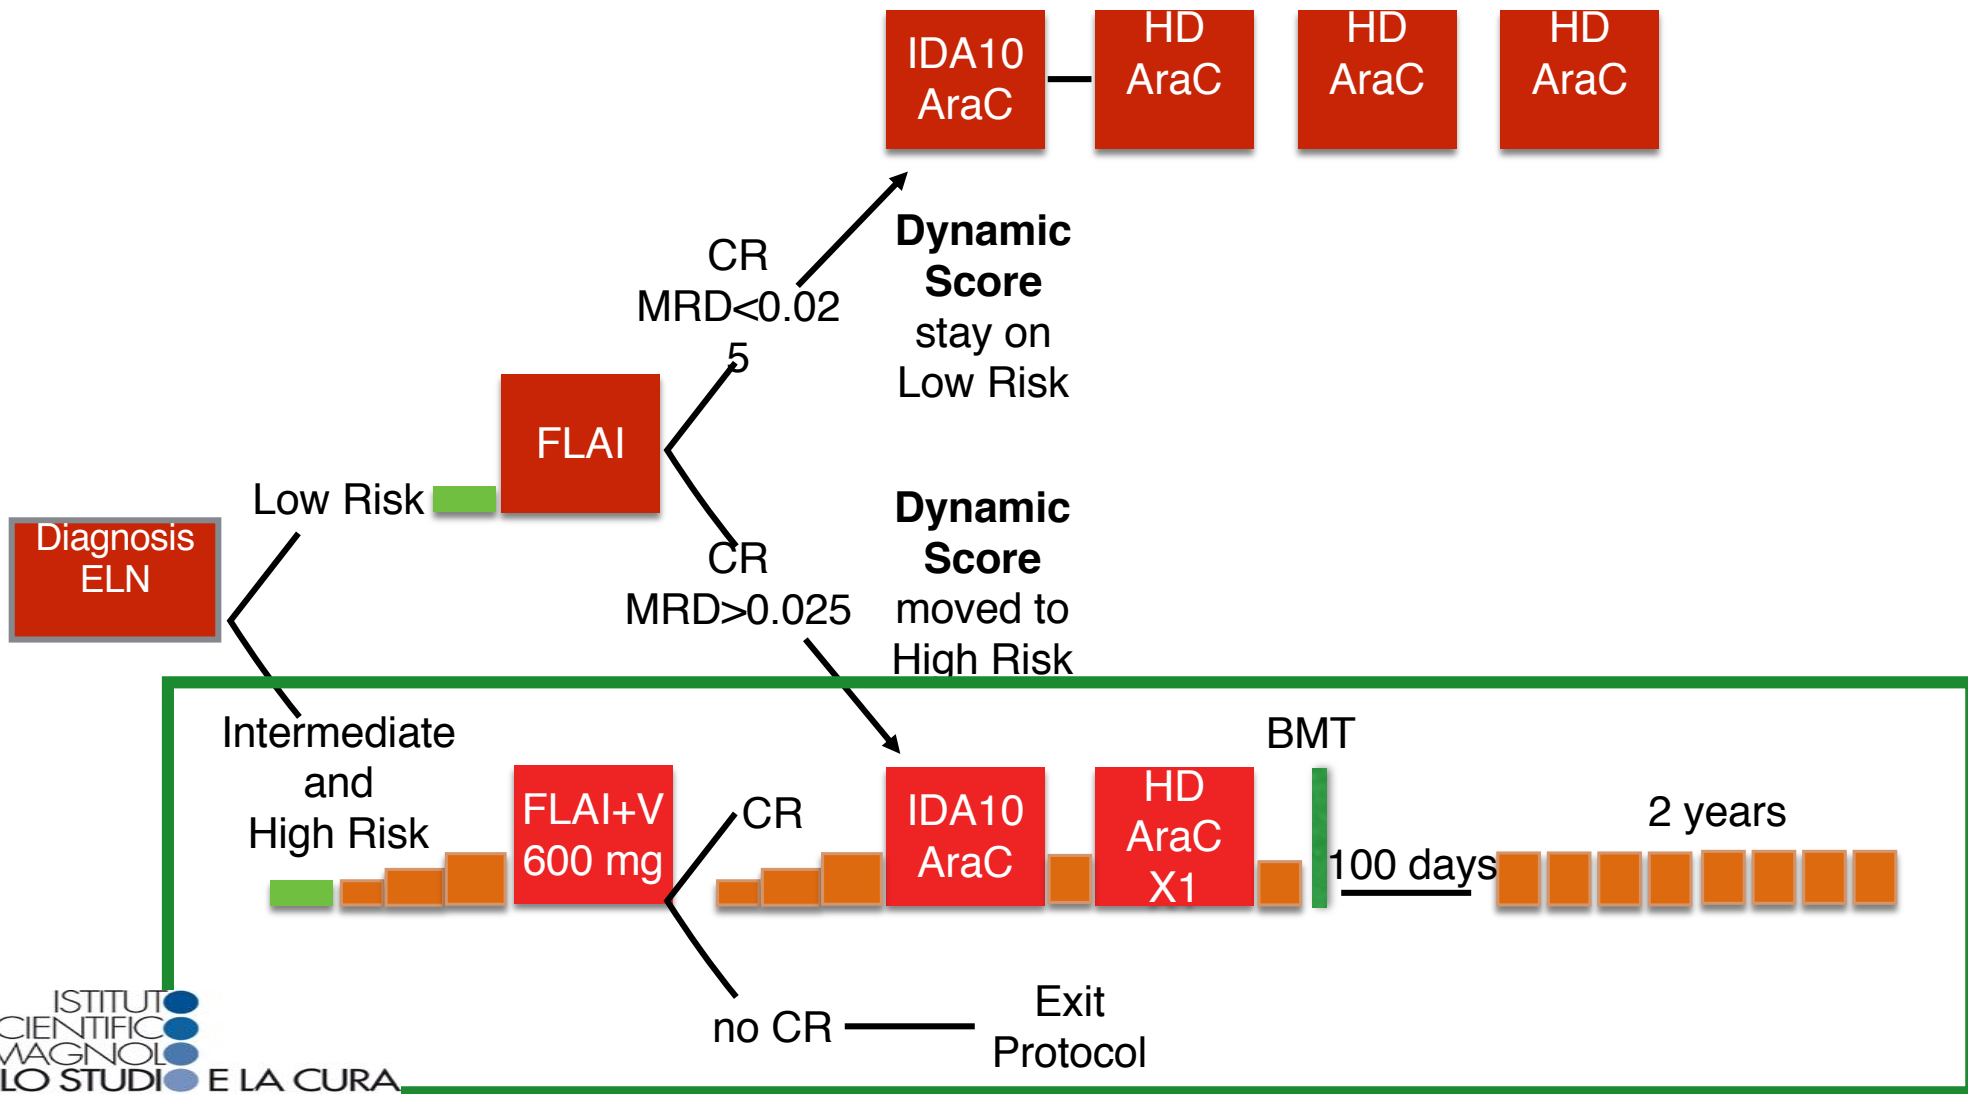 IDA10
AraC
HD
AraC
HD
AraC
HD
AraC
CR
MRD<0.02
5
Dynamic
Score
stay on
Low Risk
FLAI
Low Risk
Diagnosis
ELN
CR
MRD>0.025
Dynamic
Score
moved to
High Risk
Intermediate
and
High Risk
FLAI+V
600 mg
CR
IDA10
AraC
HD
AraC
X1
BMT
100 days
2 years
no CR
Exit
Protocol
ISTITUTO
CIENTIFICO
MAGNOLO
LO STUDIO E LA CURA